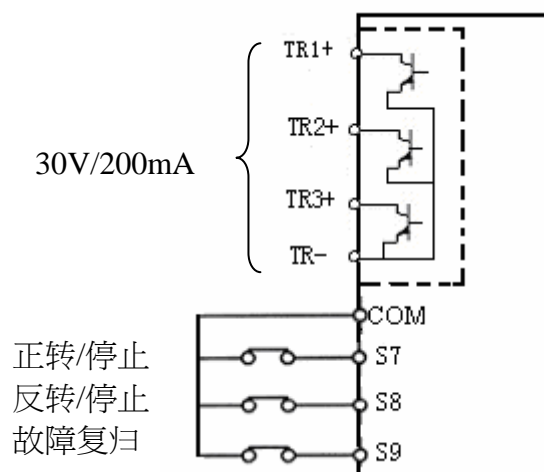 TR1+
TR2+
30V/200mA
TR3+
TR-
COM
正转/停止 S7
反转/停止 S8
故障复归 S9